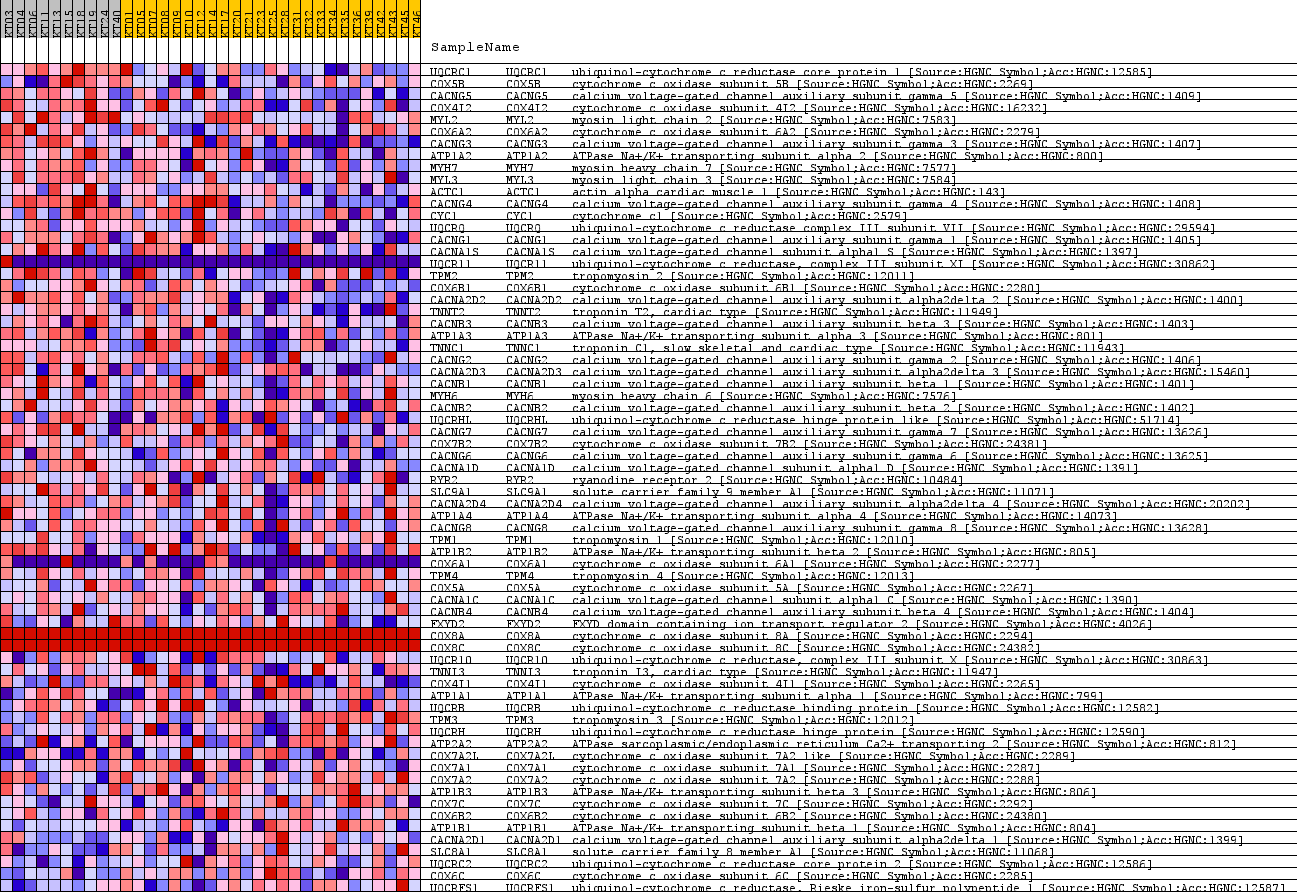 KT03 KT04 KT06 KT11 KT13 KT15 KT18 KT19 KT24 KT40 KT01 KT05 KT07 KT08 KT09 KT10 KT12 KT14 KT17 KT20 KT21 KT23 KT25 KT28 KT31 KT32 KT33 KT34 KT35 KT36 KT39 KT42 KT43 KT45 KT46
SampleName
UQCRC1 UQCRC1 ubiquinol-cytochrome c reductase core protein 1 [Source:HGNC Symbol;Acc:HGNC:12585]
COX5B COX5B cytochrome c oxidase subunit 5B [Source:HGNC Symbol;Acc:HGNC:2269]
CACNG5 CACNG5 calcium voltage-gated channel auxiliary subunit gamma 5 [Source:HGNC Symbol;Acc:HGNC:1409]
COX4I2 COX4I2 cytochrome c oxidase subunit 4I2 [Source:HGNC Symbol;Acc:HGNC:16232]
MYL2 MYL2 myosin light chain 2 [Source:HGNC Symbol;Acc:HGNC:7583]
COX6A2 COX6A2 cytochrome c oxidase subunit 6A2 [Source:HGNC Symbol;Acc:HGNC:2279]
CACNG3 CACNG3 calcium voltage-gated channel auxiliary subunit gamma 3 [Source:HGNC Symbol;Acc:HGNC:1407]
ATP1A2 ATP1A2 ATPase Na+/K+ transporting subunit alpha 2 [Source:HGNC Symbol;Acc:HGNC:800]
MYH7 MYH7 myosin heavy chain 7 [Source:HGNC Symbol;Acc:HGNC:7577]
MYL3 MYL3 myosin light chain 3 [Source:HGNC Symbol;Acc:HGNC:7584]
ACTC1 ACTC1 actin alpha cardiac muscle 1 [Source:HGNC Symbol;Acc:HGNC:143]
CACNG4 CACNG4 calcium voltage-gated channel auxiliary subunit gamma 4 [Source:HGNC Symbol;Acc:HGNC:1408]
CYC1 CYC1 cytochrome c1 [Source:HGNC Symbol;Acc:HGNC:2579]
UQCRQ UQCRQ ubiquinol-cytochrome c reductase complex III subunit VII [Source:HGNC Symbol;Acc:HGNC:29594]
CACNG1 CACNG1 calcium voltage-gated channel auxiliary subunit gamma 1 [Source:HGNC Symbol;Acc:HGNC:1405]
CACNA1S CACNA1S calcium voltage-gated channel subunit alpha1 S [Source:HGNC Symbol;Acc:HGNC:1397]
UQCR11 UQCR11 ubiquinol-cytochrome c reductase, complex III subunit XI [Source:HGNC Symbol;Acc:HGNC:30862]
TPM2 TPM2 tropomyosin 2 [Source:HGNC Symbol;Acc:HGNC:12011]
COX6B1 COX6B1 cytochrome c oxidase subunit 6B1 [Source:HGNC Symbol;Acc:HGNC:2280]
CACNA2D2 CACNA2D2 calcium voltage-gated channel auxiliary subunit alpha2delta 2 [Source:HGNC Symbol;Acc:HGNC:1400]
TNNT2 TNNT2 troponin T2, cardiac type [Source:HGNC Symbol;Acc:HGNC:11949]
CACNB3 CACNB3 calcium voltage-gated channel auxiliary subunit beta 3 [Source:HGNC Symbol;Acc:HGNC:1403]
ATP1A3 ATP1A3 ATPase Na+/K+ transporting subunit alpha 3 [Source:HGNC Symbol;Acc:HGNC:801]
TNNC1 TNNC1 troponin C1, slow skeletal and cardiac type [Source:HGNC Symbol;Acc:HGNC:11943]
CACNG2 CACNG2 calcium voltage-gated channel auxiliary subunit gamma 2 [Source:HGNC Symbol;Acc:HGNC:1406]
CACNA2D3 CACNA2D3 calcium voltage-gated channel auxiliary subunit alpha2delta 3 [Source:HGNC Symbol;Acc:HGNC:15460]
CACNB1 CACNB1 calcium voltage-gated channel auxiliary subunit beta 1 [Source:HGNC Symbol;Acc:HGNC:1401]
MYH6 MYH6 myosin heavy chain 6 [Source:HGNC Symbol;Acc:HGNC:7576]
CACNB2 CACNB2 calcium voltage-gated channel auxiliary subunit beta 2 [Source:HGNC Symbol;Acc:HGNC:1402]
UQCRHL UQCRHL ubiquinol-cytochrome c reductase hinge protein like [Source:HGNC Symbol;Acc:HGNC:51714]
CACNG7 CACNG7 calcium voltage-gated channel auxiliary subunit gamma 7 [Source:HGNC Symbol;Acc:HGNC:13626]
COX7B2 COX7B2 cytochrome c oxidase subunit 7B2 [Source:HGNC Symbol;Acc:HGNC:24381]
CACNG6 CACNG6 calcium voltage-gated channel auxiliary subunit gamma 6 [Source:HGNC Symbol;Acc:HGNC:13625]
CACNA1D CACNA1D calcium voltage-gated channel subunit alpha1 D [Source:HGNC Symbol;Acc:HGNC:1391]
RYR2 RYR2 ryanodine receptor 2 [Source:HGNC Symbol;Acc:HGNC:10484]
SLC9A1 SLC9A1 solute carrier family 9 member A1 [Source:HGNC Symbol;Acc:HGNC:11071]
CACNA2D4 CACNA2D4 calcium voltage-gated channel auxiliary subunit alpha2delta 4 [Source:HGNC Symbol;Acc:HGNC:20202]
ATP1A4 ATP1A4 ATPase Na+/K+ transporting subunit alpha 4 [Source:HGNC Symbol;Acc:HGNC:14073]
CACNG8 CACNG8 calcium voltage-gated channel auxiliary subunit gamma 8 [Source:HGNC Symbol;Acc:HGNC:13628]
TPM1 TPM1 tropomyosin 1 [Source:HGNC Symbol;Acc:HGNC:12010]
ATP1B2 ATP1B2 ATPase Na+/K+ transporting subunit beta 2 [Source:HGNC Symbol;Acc:HGNC:805]
COX6A1 COX6A1 cytochrome c oxidase subunit 6A1 [Source:HGNC Symbol;Acc:HGNC:2277]
TPM4 TPM4 tropomyosin 4 [Source:HGNC Symbol;Acc:HGNC:12013]
COX5A COX5A cytochrome c oxidase subunit 5A [Source:HGNC Symbol;Acc:HGNC:2267]
CACNA1C CACNA1C calcium voltage-gated channel subunit alpha1 C [Source:HGNC Symbol;Acc:HGNC:1390]
CACNB4 CACNB4 calcium voltage-gated channel auxiliary subunit beta 4 [Source:HGNC Symbol;Acc:HGNC:1404]
FXYD2 FXYD2 FXYD domain containing ion transport regulator 2 [Source:HGNC Symbol;Acc:HGNC:4026]
COX8A COX8A cytochrome c oxidase subunit 8A [Source:HGNC Symbol;Acc:HGNC:2294]
COX8C COX8C cytochrome c oxidase subunit 8C [Source:HGNC Symbol;Acc:HGNC:24382]
UQCR10 UQCR10 ubiquinol-cytochrome c reductase, complex III subunit X [Source:HGNC Symbol;Acc:HGNC:30863]
TNNI3 TNNI3 troponin I3, cardiac type [Source:HGNC Symbol;Acc:HGNC:11947]
COX4I1 COX4I1 cytochrome c oxidase subunit 4I1 [Source:HGNC Symbol;Acc:HGNC:2265]
ATP1A1 ATP1A1 ATPase Na+/K+ transporting subunit alpha 1 [Source:HGNC Symbol;Acc:HGNC:799]
UQCRB UQCRB ubiquinol-cytochrome c reductase binding protein [Source:HGNC Symbol;Acc:HGNC:12582]
TPM3 TPM3 tropomyosin 3 [Source:HGNC Symbol;Acc:HGNC:12012]
UQCRH UQCRH ubiquinol-cytochrome c reductase hinge protein [Source:HGNC Symbol;Acc:HGNC:12590]
ATP2A2 ATP2A2 ATPase sarcoplasmic/endoplasmic reticulum Ca2+ transporting 2 [Source:HGNC Symbol;Acc:HGNC:812]
COX7A2L COX7A2L cytochrome c oxidase subunit 7A2 like [Source:HGNC Symbol;Acc:HGNC:2289]
COX7A1 COX7A1 cytochrome c oxidase subunit 7A1 [Source:HGNC Symbol;Acc:HGNC:2287]
COX7A2 COX7A2 cytochrome c oxidase subunit 7A2 [Source:HGNC Symbol;Acc:HGNC:2288]
ATP1B3 ATP1B3 ATPase Na+/K+ transporting subunit beta 3 [Source:HGNC Symbol;Acc:HGNC:806]
COX7C COX7C cytochrome c oxidase subunit 7C [Source:HGNC Symbol;Acc:HGNC:2292]
COX6B2 COX6B2 cytochrome c oxidase subunit 6B2 [Source:HGNC Symbol;Acc:HGNC:24380]
ATP1B1 ATP1B1 ATPase Na+/K+ transporting subunit beta 1 [Source:HGNC Symbol;Acc:HGNC:804]
CACNA2D1 CACNA2D1 calcium voltage-gated channel auxiliary subunit alpha2delta 1 [Source:HGNC Symbol;Acc:HGNC:1399]
SLC8A1 SLC8A1 solute carrier family 8 member A1 [Source:HGNC Symbol;Acc:HGNC:11068]
UQCRC2 UQCRC2 ubiquinol-cytochrome c reductase core protein 2 [Source:HGNC Symbol;Acc:HGNC:12586]
COX6C COX6C cytochrome c oxidase subunit 6C [Source:HGNC Symbol;Acc:HGNC:2285]
UQCRFS1 UQCRFS1 ubiquinol-cytochrome c reductase, Rieske iron-sulfur polypeptide 1 [Source:HGNC Symbol;Acc:HGNC:12587]